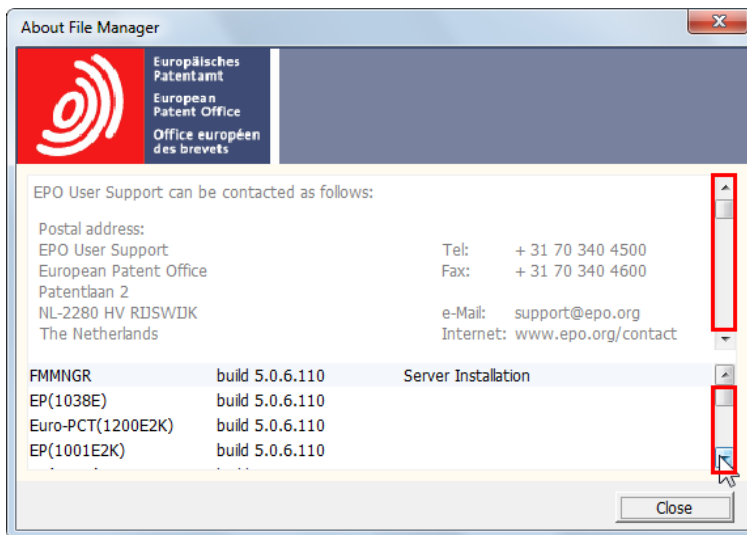 About File Manager
Europäisches
Patentamt
European
Patent Office
Office européen
des brevets
EPO User Support can be contacted as follows:
Postal address:
EPO User Support Tel: + 31 70 340 4500
European Patent Office Fax: + 31 70 340 4600
Patentlaan 2
NL-2280 HV RIJSWIJK e-Mail: support@epo.org
The Netherlands Internet: www.epo.org/contact
FMMNGR build 5.0.6.110 Server Installation
EP(1038E) build 5.0.6.110
Euro-PCT(1200E2K) build 5.0.6.110
EP(1001E2K) build 5.0.6.110
Close